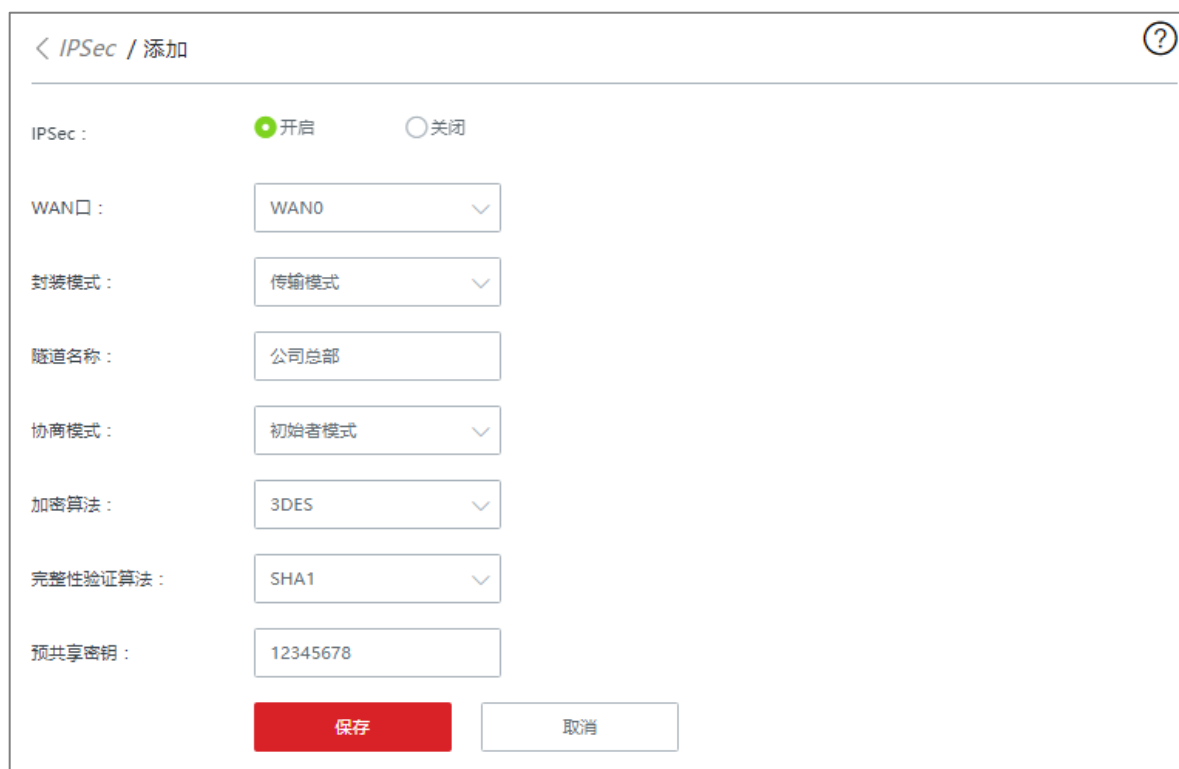 IPSec / 添加
?
IPSec : 开启 关闭
WAN口 : WAN0
封装模式 : 传输模式
隧道名称 : 公司总部
协商模式 : 初始者模式
加密算法 : 3DES
完整性验证算法 : SHA1
预共享密钥 : 12345678
保存 取消